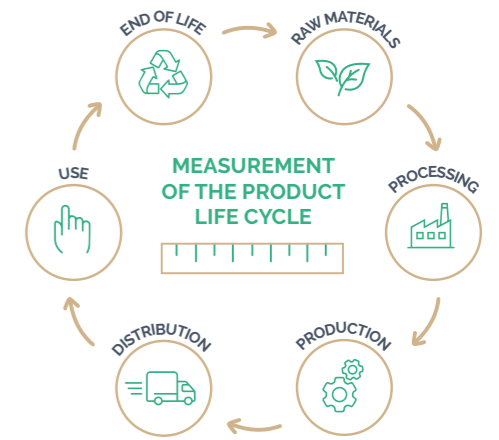 END OF LIFE
RAW MATERIALS
USE
MEASUREMENT
OF THE PRODUCT
LIFE CYCLE
PROCESSING
DISTRIBUTION
PRODUCTION